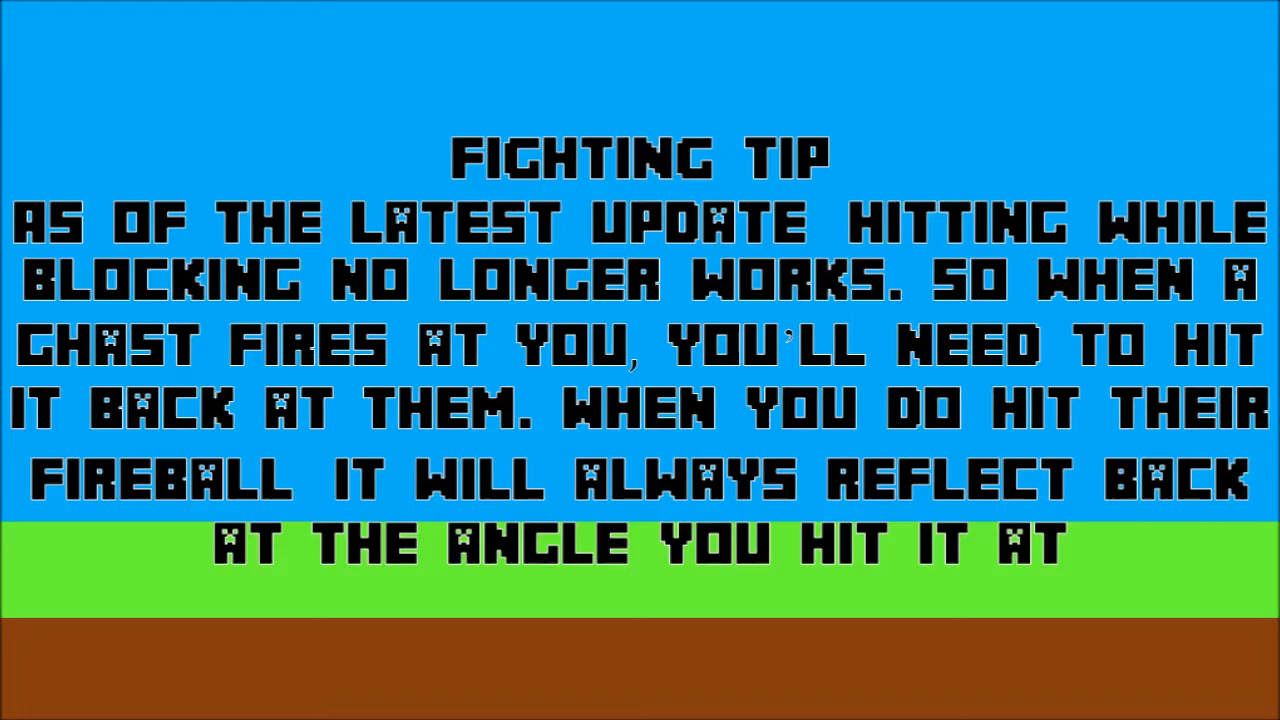 FIGHTING TIP
AS OF THE LATEST UPDATE HITTING WHILE
BLOCKING NO LONGER WORKS. SO WHEN A
GHAST FIRES AT YOU, YOU'LL NEED TO HIT
IT BACK AT THEM. WHEN YOU DO HIT THEIR
FIREBALL IT WILL ALWAYS REFLECT BACK
AT THE ANGLE YOU HIT IT AT